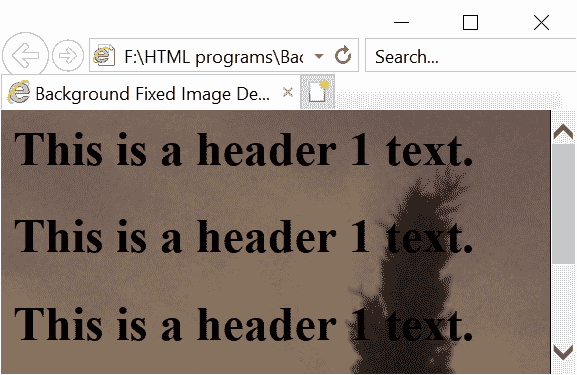 F:\HTML programs\Bac
Search...
Background Fixed Image De...
This is a header 1 text.
This is a header 1 text.
This is a header 1 text.